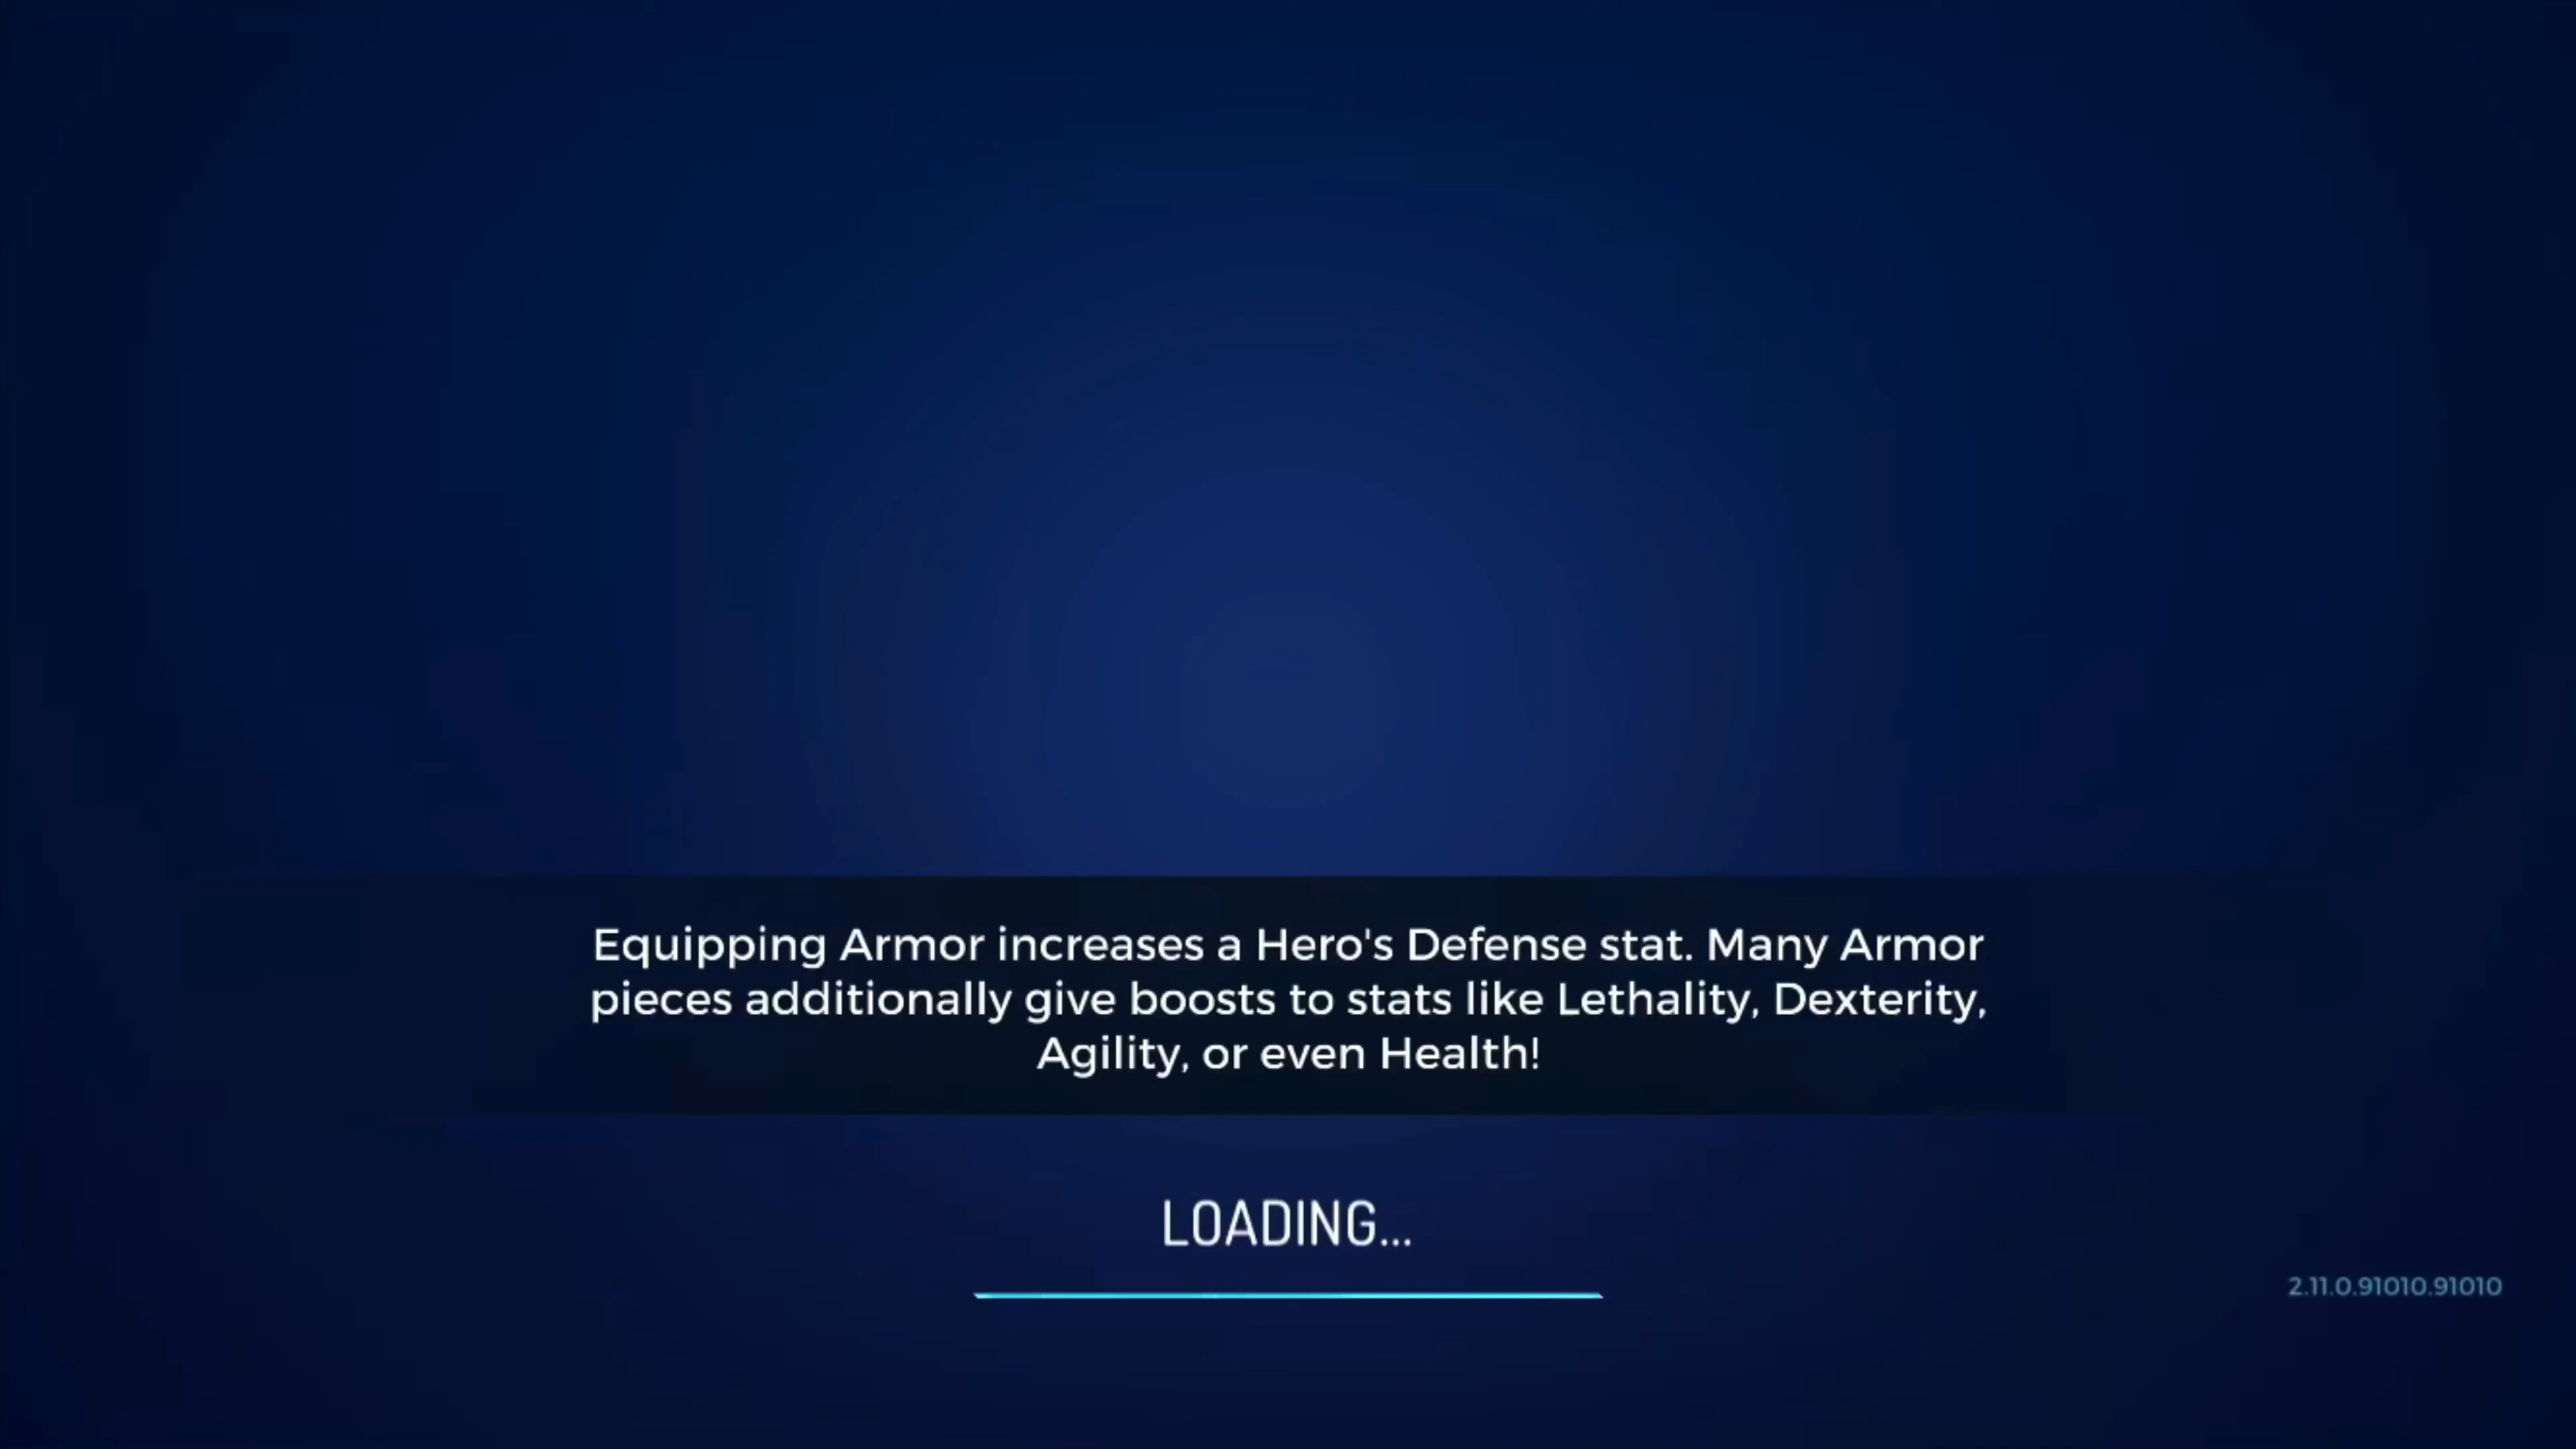 Equipping Armor increases a Hero's Defense stat. Many Armor
pieces additionally give boosts to stats like Lethality, Dexterity,
Agility, or even Health!
LOADING...
2.11.0.91010.91010